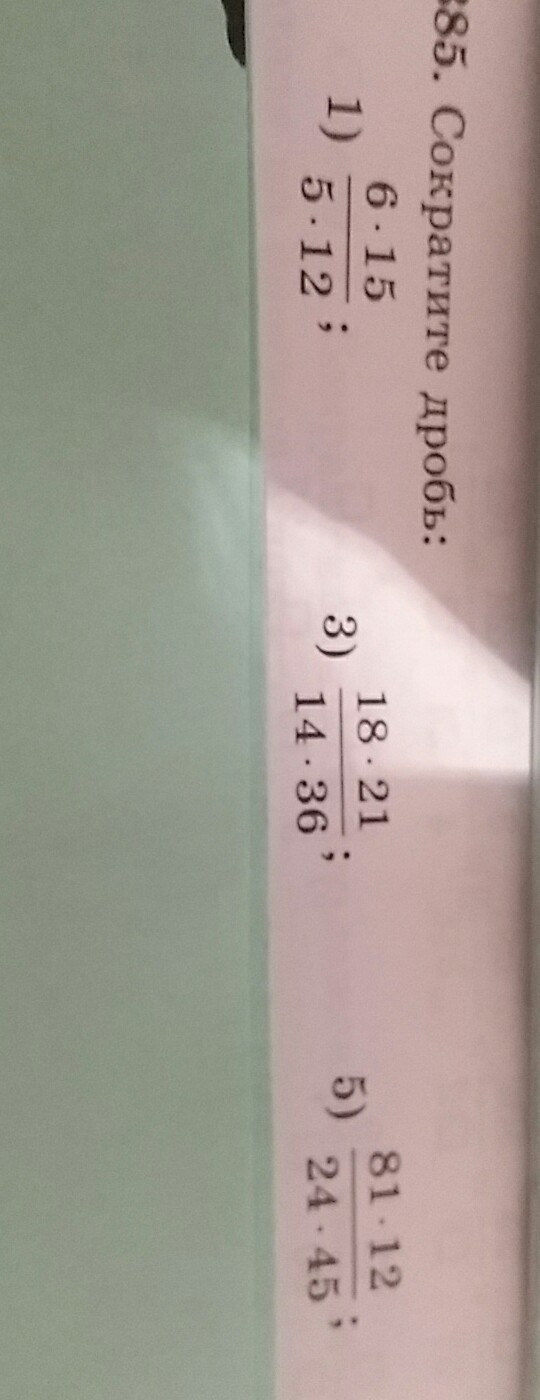 385. Сократите дробь:
1) 6 · 15 / 5 · 12 ; 3) 18 · 21 / 14 · 36 ; 5) 81 · 12 / 24 · 45 ;